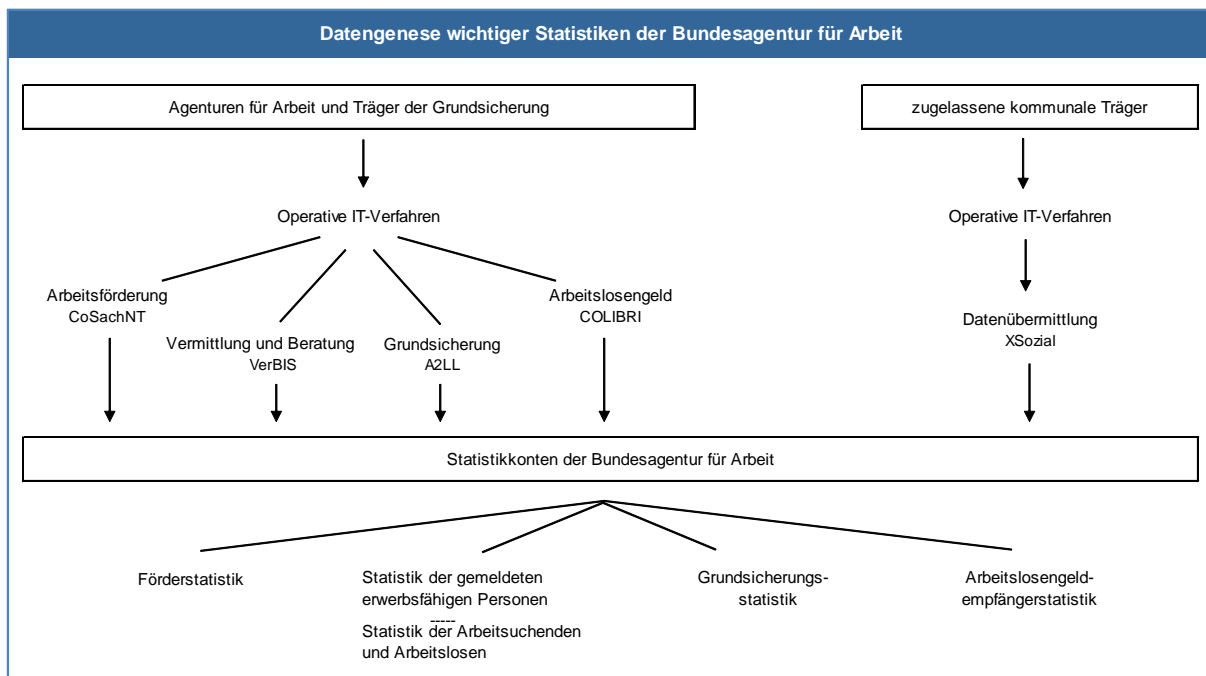 Datengenese wichtiger Statistiken der Bundesagentur für Arbeit
Agenturen für Arbeit und Träger der Grundsicherung
zugelassene kommunale Träger
Operative IT-Verfahren
Operative IT-Verfahren
Arbeitsförderung
CoSachNT
Vermittlung und Beratung
VerBIS
Grundsicherung
A2LL
Arbeitslosengeld
COLIBRI
Datenübermittlung
XSozial
Statistikkonten der Bundesagentur für Arbeit
Förderstatistik
Statistik der gemeldeten
erwerbsfähigen Personen
-----
Statistik der Arbeitsuchenden
und Arbeitslosen
Grundsicherungs-
statistik
Arbeitslosengeld-
empfängerstatistik